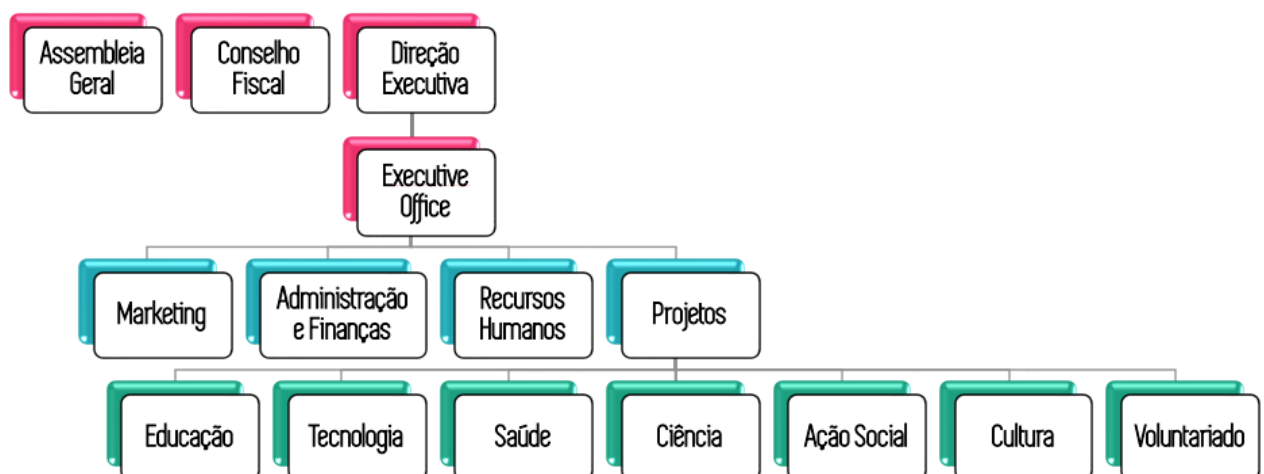 Assembleia
Geral
Conselho
Fiscal
Direção
Executiva
Executive
Office
Marketing
Administração
e Finanças
Recursos
Humanos
Projetos
Educação
Tecnologia
Saúde
Ciência
Ação Social
Cultura
Voluntariado